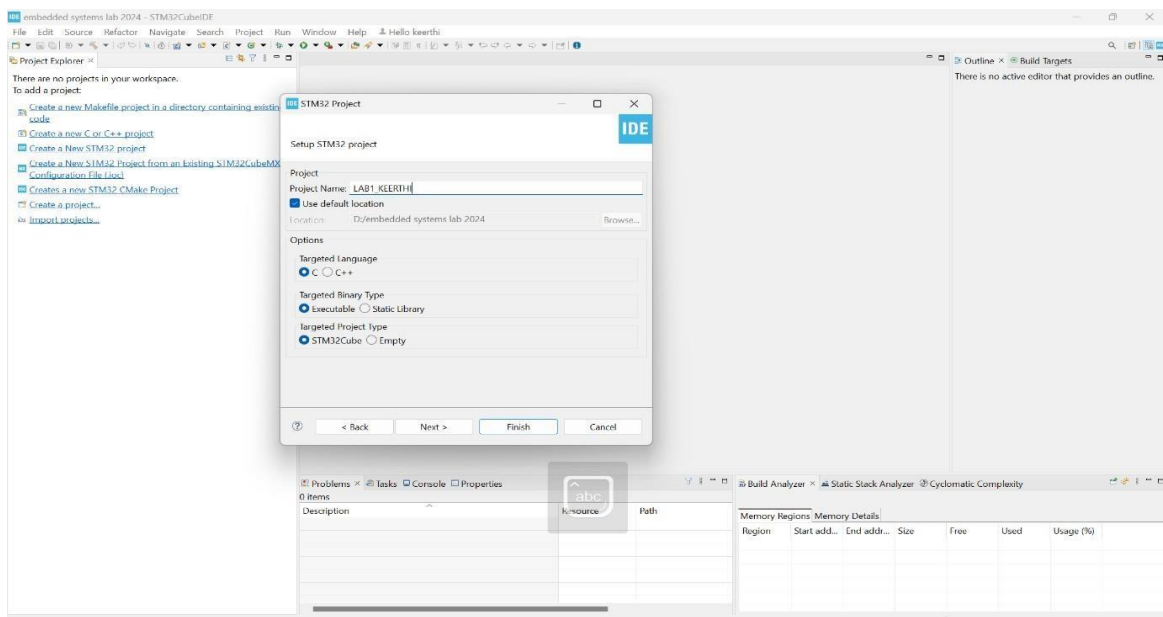 IDE embedded systems lab 2024 - STM32CubeIDE
File Edit Source Refactor Navigate Search Project Run Window Help Hello keerthi
Project Explorer
There are no projects in your workspace.
To add a project:
Create a new Makefile project in a directory containing existin
code
Create a new C or C++ project
Create a New STM32 project
Create a New STM32 Project from an Existing STM32CubeMX
Configuration File (.ioc)
Creates a new STM32 CMake Project
Create a project...
Import projects...
IDE STM32 Project
IDE
Setup STM32 project
Project
Project Name: LAB1_KEERTHI
Use default location
Location: D:/embedded systems lab 2024 Browse...
Options
Targeted Language
C C++
Targeted Binary Type
Executable Static Library
Targeted Project Type
STM32Cube Empty
? < Back Next > Finish Cancel
Outline Build Targets
There is no active editor that provides an outline.
Problems Tasks Console Properties
0 items
Description Resource Path
abc
Build Analyzer Static Stack Analyzer Cyclomatic Complexity
Memory Regions Memory Details
Region Start add... End addr... Size Free Used Usage (%)